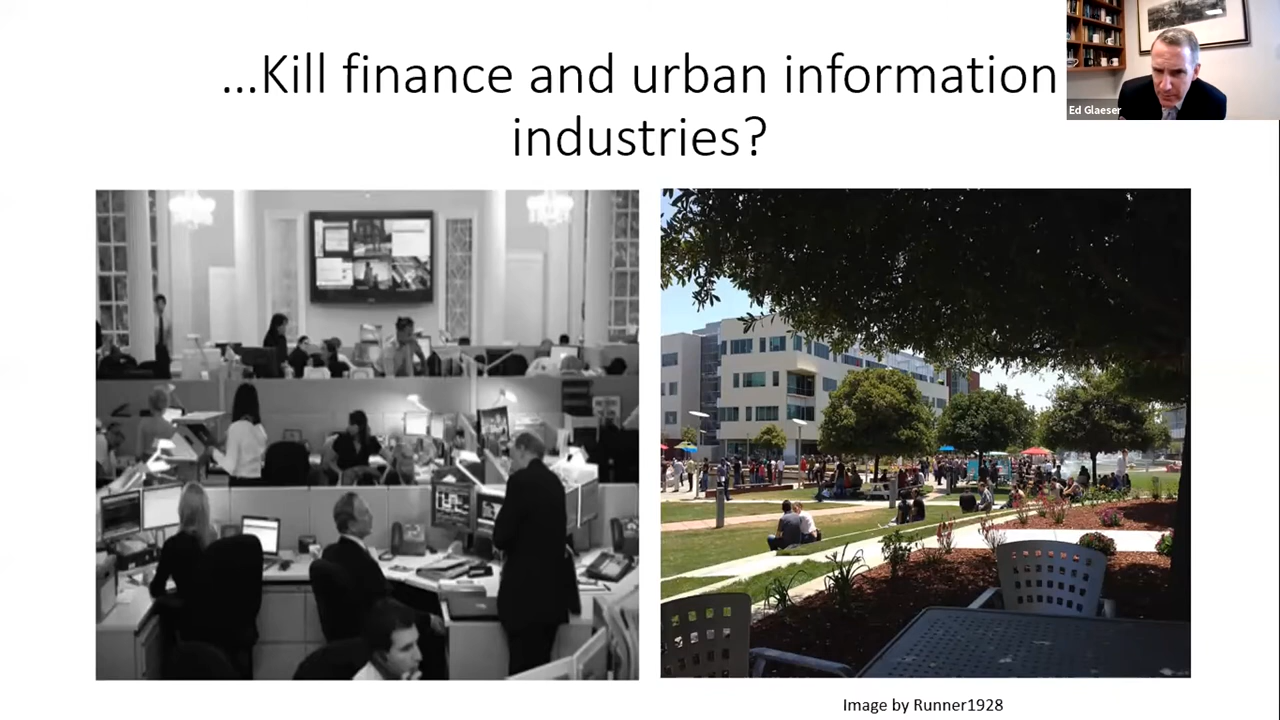 ...Kill finance and urban information
industries?
Ed Glaeser
Image by Runner1928